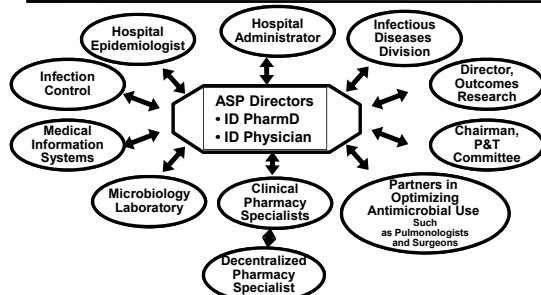 Hospital
Epidemiologist
Hospital
Administrator
Infectious
Diseases
Division
Infection
Control
ASP Directors
• ID PharmD
• ID Physician
Director,
Outcomes
Research
Medical
Information
Systems
Chairman,
P&T
Committee
Microbiology
Laboratory
Clinical
Pharmacy
Specialists
Partners in
Optimizing
Antimicrobial Use
Such
as Pulmonologists
and Surgeons
Decentralized
Pharmacy
Specialist